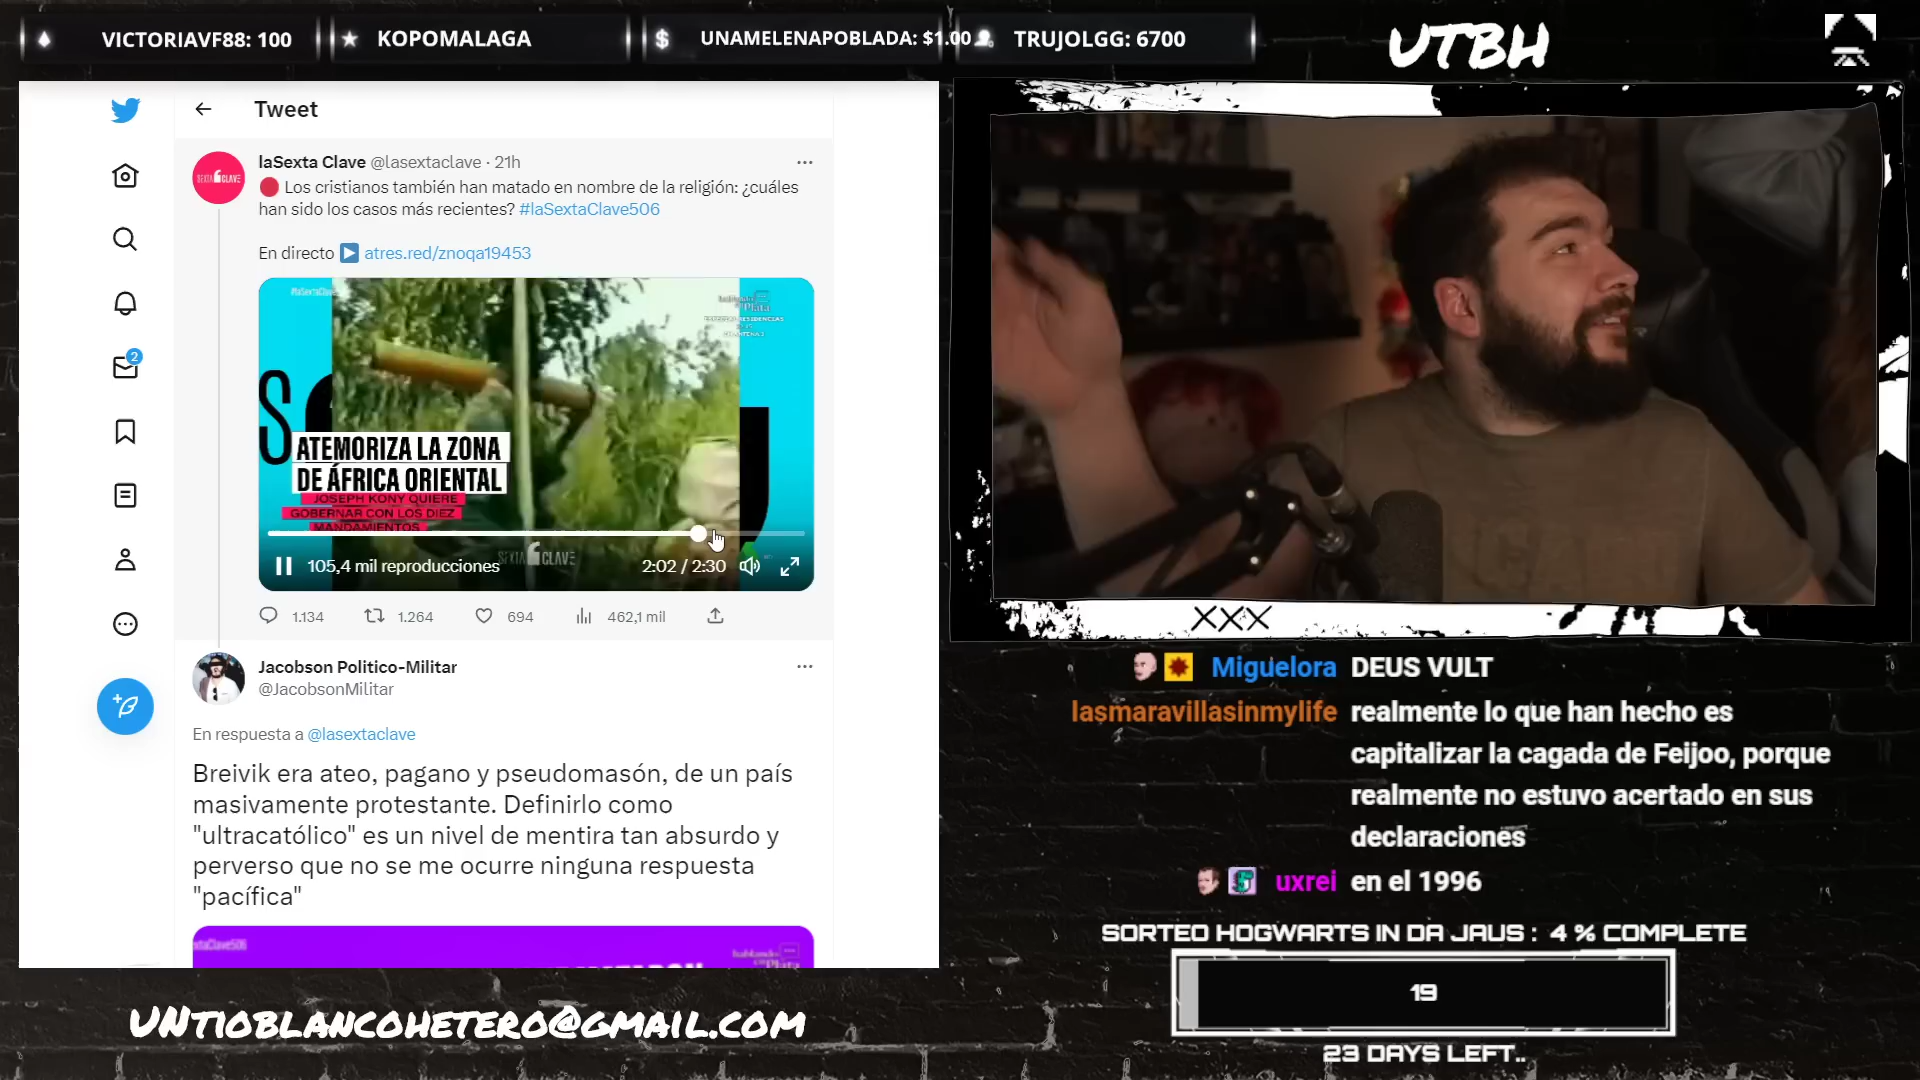 VICTORIAVF88: 100
KOPOMALAGA
UNAMELENAPOBLADA: $1.00
TRUJOLGG: 6700
UTBH
Tweet
laSexta Clave @lasextaclave · 21h
Los cristianos también han matado en nombre de la religión: ¿cuáles
han sido los casos más recientes? #laSextaClave506
En directo ▶ atres.red/znoqa19453
ATEMORIZA LA ZONA
DE ÁFRICA ORIENTAL
JOSEPH KONY QUIERE
GOBERNAR CON LOS DIEZ
MANDAMIENTOS
SEXTA CLAVE
105,4 mil reproducciones
2:02 / 2:30
1.134
1.264
694
462,1 mil
2
Jacobson Politico-Militar
@JacobsonMilitar
En respuesta a @lasextaclave
Breivik era ateo, pagano y pseudomasón, de un país
masivamente protestante. Definirlo como
"ultracatólico" es un nivel de mentira tan absurdo y
perverso que no se me ocurre ninguna respuesta
"pacífica"
UNTIOBLANCOHETERO@GMAIL.COM
XXX
Miguelora DEUS VULT
lasmaravillasinmylife realmente lo que han hecho es
capitalizar la cagada de Feijoo, porque
realmente no estuvo acertado en sus
declaraciones
uxrei en el 1996
SORTEO HOGWARTS IN DA JAUS : 4 % COMPLETE
19
23 DAYS LEFT..